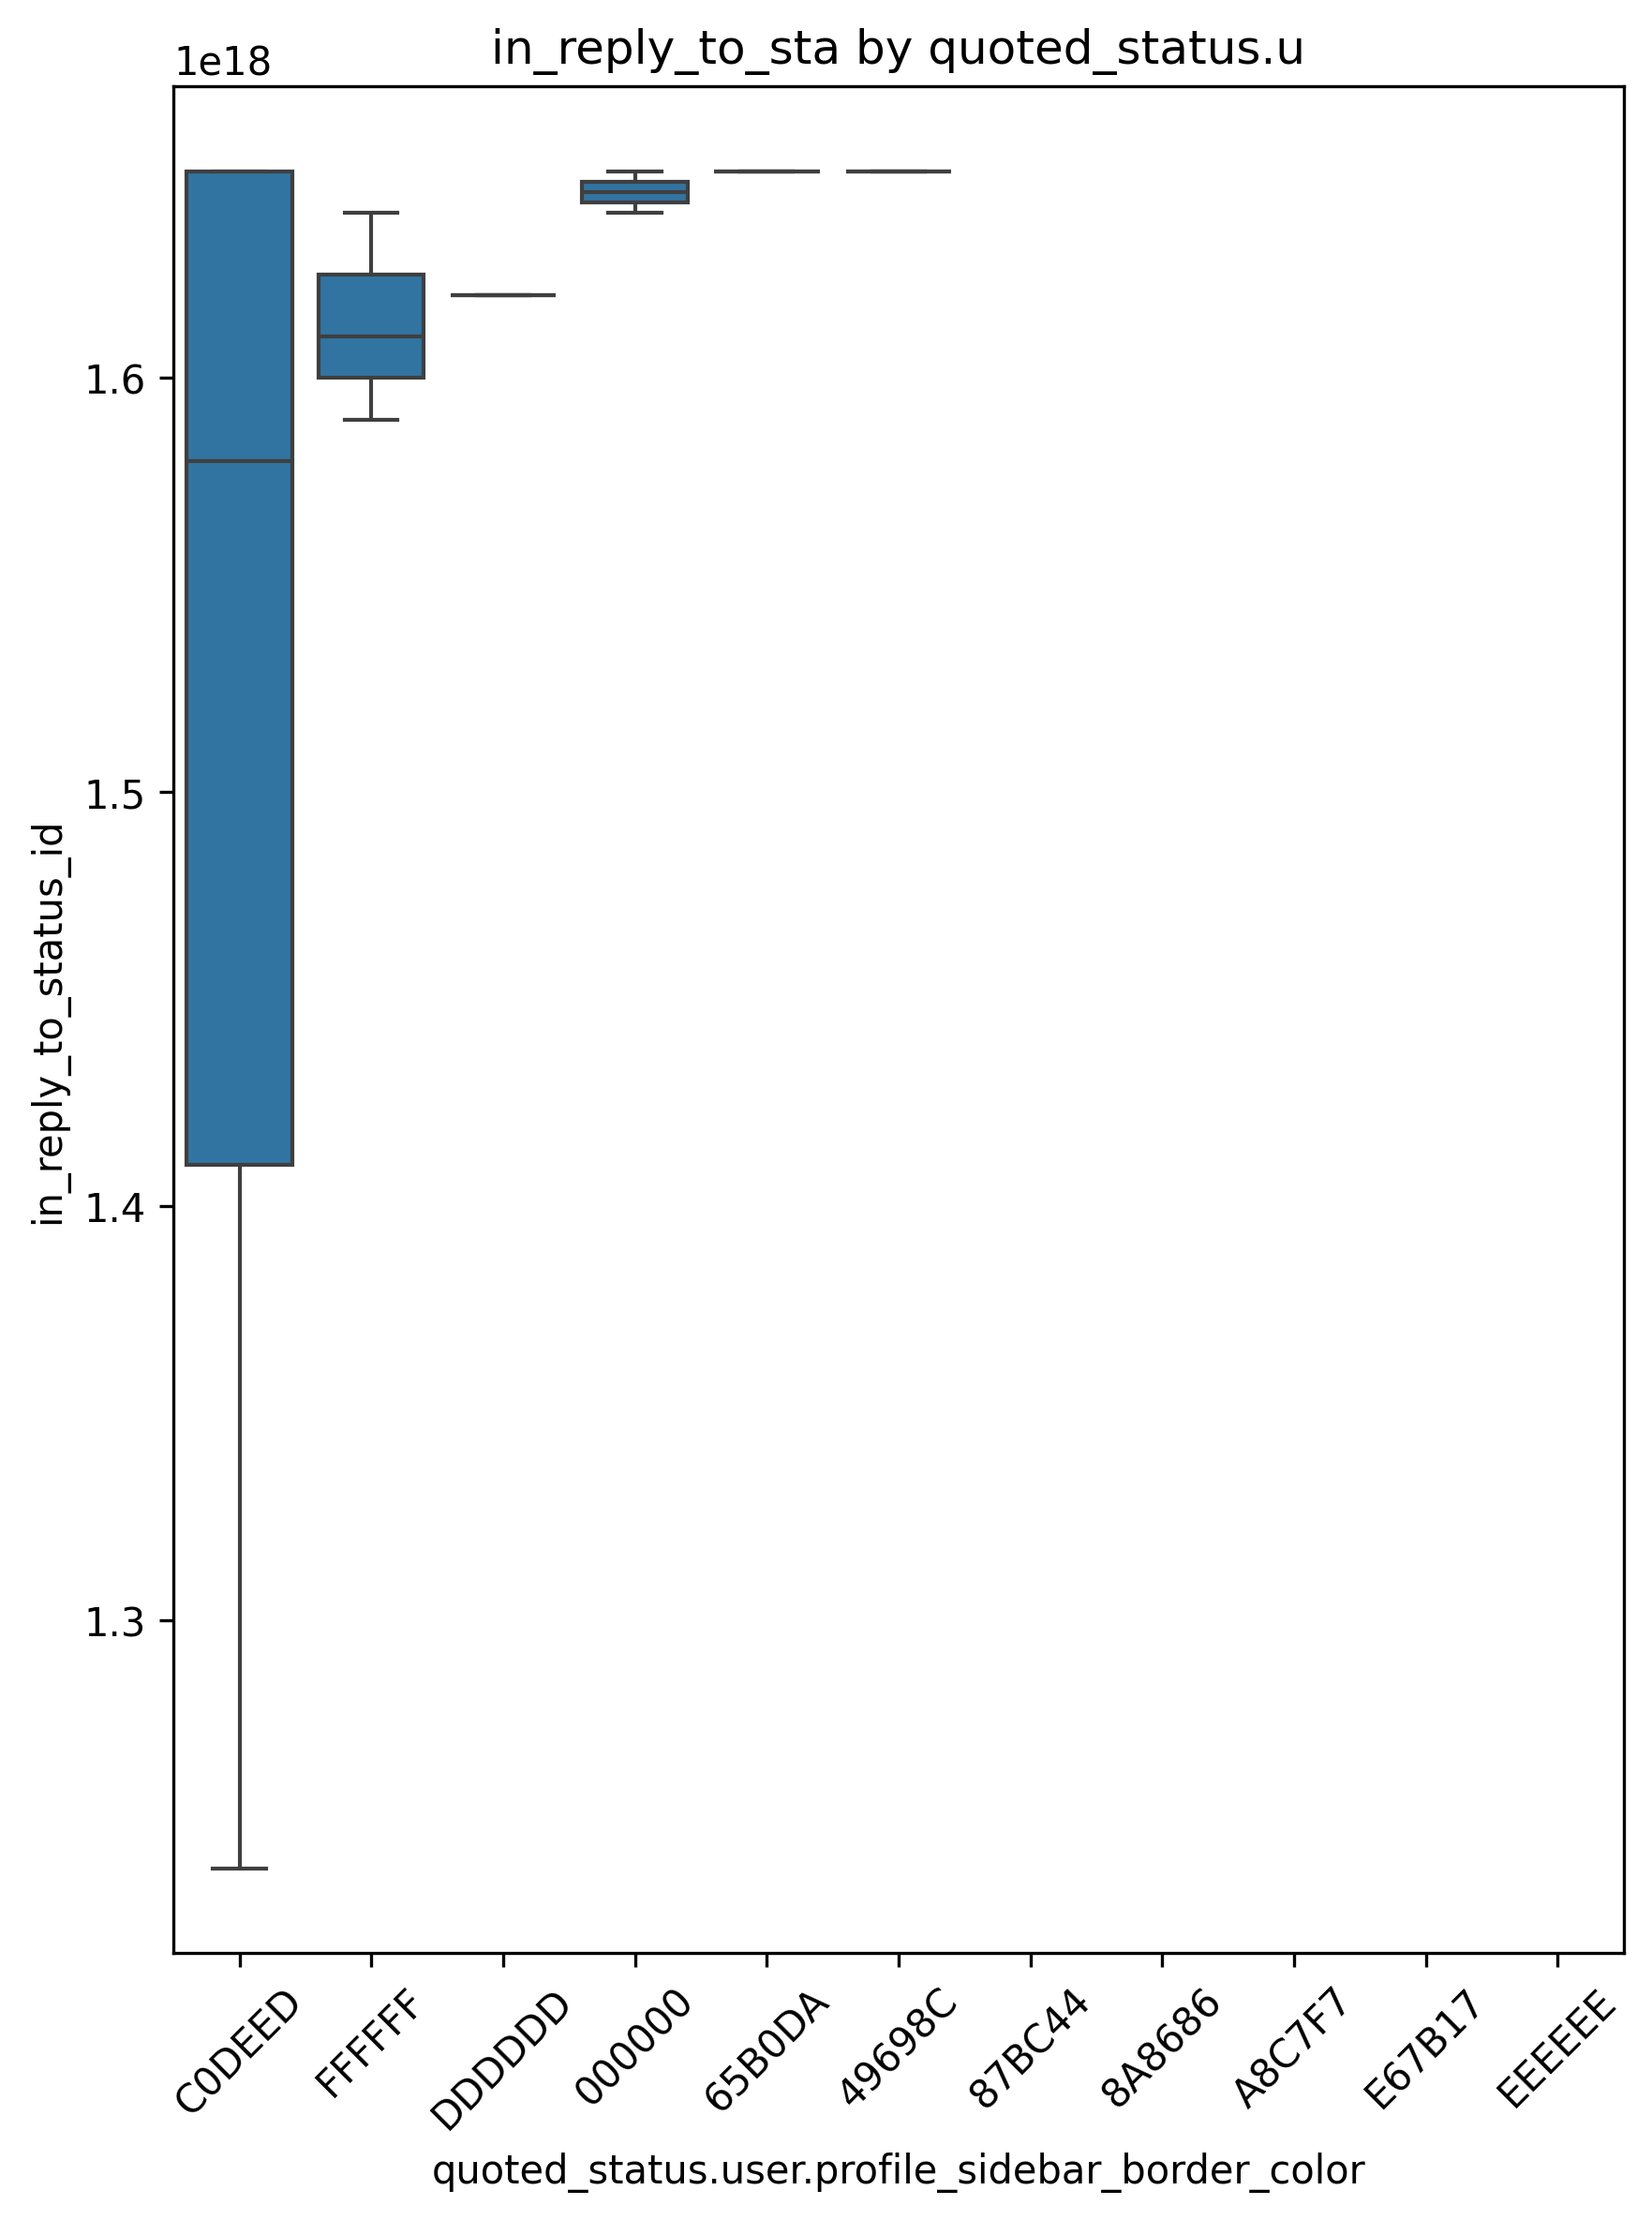 in_reply_to_sta by quoted_status.u
1e18
1.6
1.5
1.4
1.3
in_reply_to_status_id
C0DEED
FFFFFF
DDDDDD
000000
65B0DA
49698C
87BC44
8A8686
A8C7F7
E67B17
EEEEEE
quoted_status.user.profile_sidebar_border_color